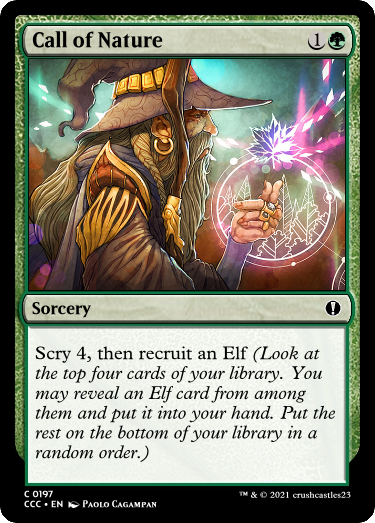 Call of Nature 1
Sorcery
Scry 4, then recruit an Elf (Look at
the top four cards of your library. You
may reveal an Elf card from among
them and put it into your hand. Put the
rest on the bottom of your library in a
random order.)
C 0197
CCC • EN Paolo Cagampan
™ & © 2021 crushcastles23